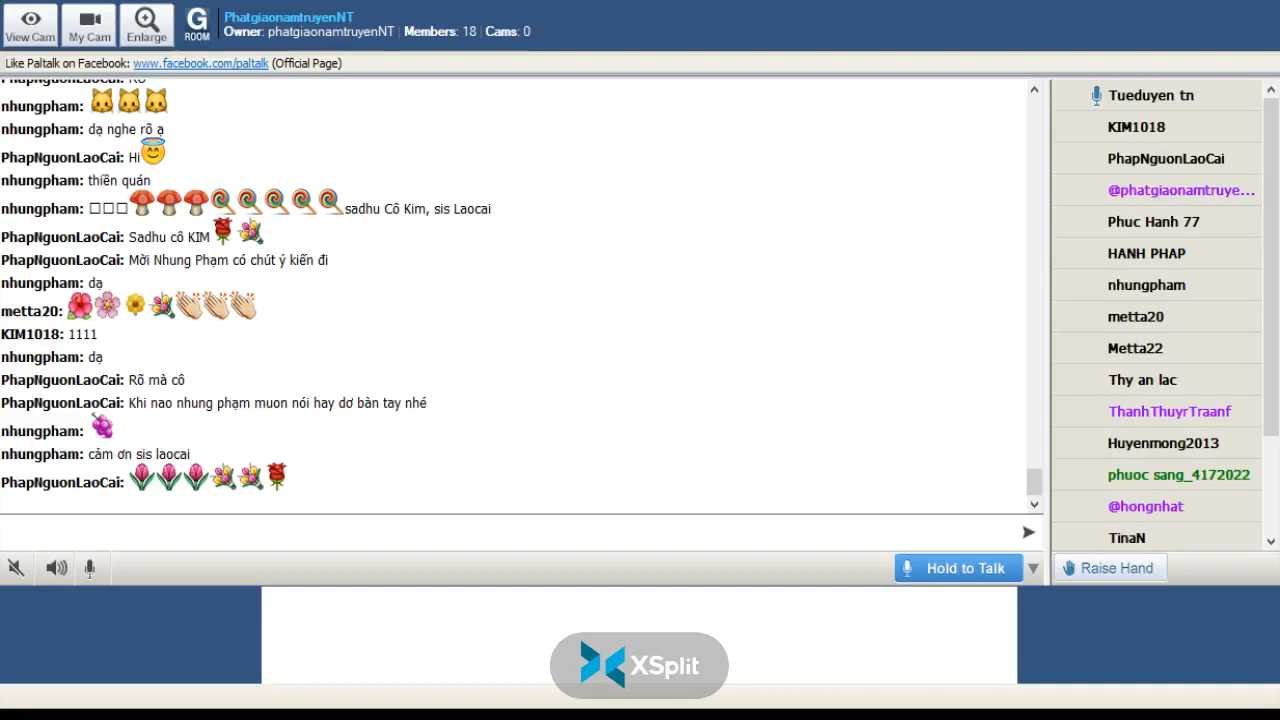 View Cam
My Cam
Enlarge
G
ROOM
PhatgiaonamtruyenNT
Owner: phatgiaonamtruyenNT | Members: 18 | Cams: 0
Like Paltalk on Facebook: www.facebook.com/paltalk (Official Page)
nhungpham:
nhungpham: dạ nghe rõ ạ
PhapNguonLaoCai: Hi
nhungpham: thiền quán
nhungpham: sadhu Cô Kim, sis Laocai
PhapNguonLaoCai: Sadhu cô KIM
PhapNguonLaoCai: Mời Nhung Phạm có chút ý kiến đi
nhungpham: dạ
metta20:
KIM1018: 1111
nhungpham: dạ
PhapNguonLaoCai: Rõ mà cô
PhapNguonLaoCai: Khi nao nhung phạm muon nói hay dơ bàn tay nhé
nhungpham:
nhungpham: cảm ơn sis laocai
PhapNguonLaoCai:
Tueduyen tn
KIM1018
PhapNguonLaoCai
@phatgiaonamtruye...
Phuc Hanh 77
HANH PHAP
nhungpham
metta20
Metta22
Thy an lac
ThanhThuyrTraanf
Huyenmong2013
phuoc sang_4172022
@hongnhat
TinaN
Hold to Talk
Raise Hand
XSplit